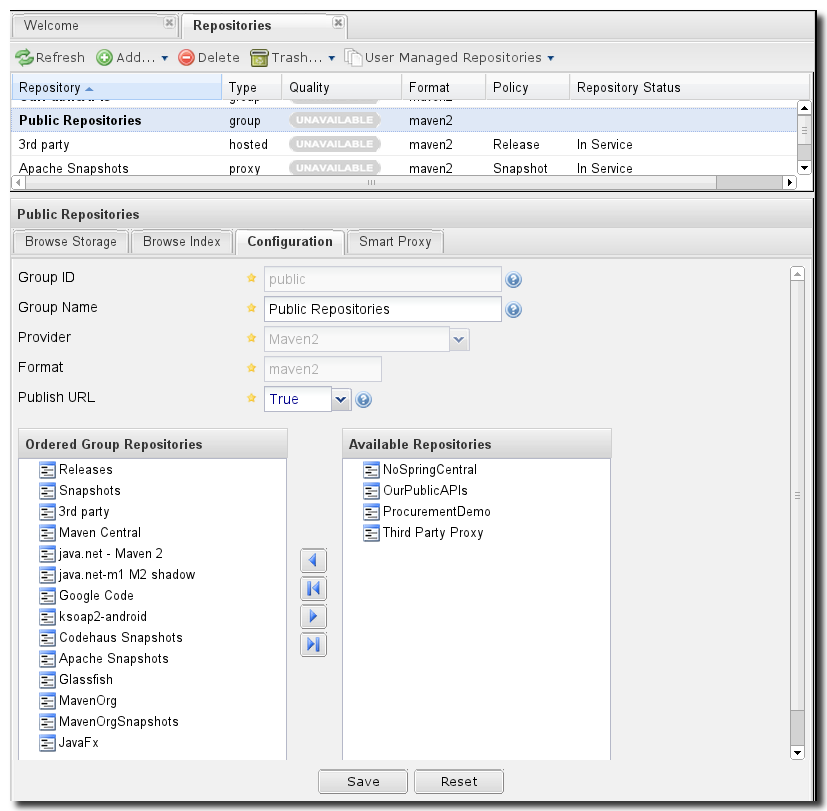 Welcome
Repositories
Refresh Add... Delete Trash... User Managed Repositories
Repository Type Quality Format Policy Repository Status
Public Repositories group UNAVAILABLE maven2
3rd party hosted UNAVAILABLE maven2 Release In Service
Apache Snapshots proxy UNAVAILABLE maven2 Snapshot In Service
Public Repositories
Browse Storage Browse Index Configuration Smart Proxy
Group ID public
Group Name Public Repositories
Provider Maven2
Format maven2
Publish URL True
Ordered Group Repositories
Releases
Snapshots
3rd party
Maven Central
java.net - Maven 2
java.net-m1 M2 shadow
Google Code
ksoap2-android
Codehaus Snapshots
Apache Snapshots
Glassfish
MavenOrg
MavenOrgSnapshots
JavaFx
Available Repositories
NoSpringCentral
OurPublicAPIs
ProcurementDemo
Third Party Proxy
Save Reset